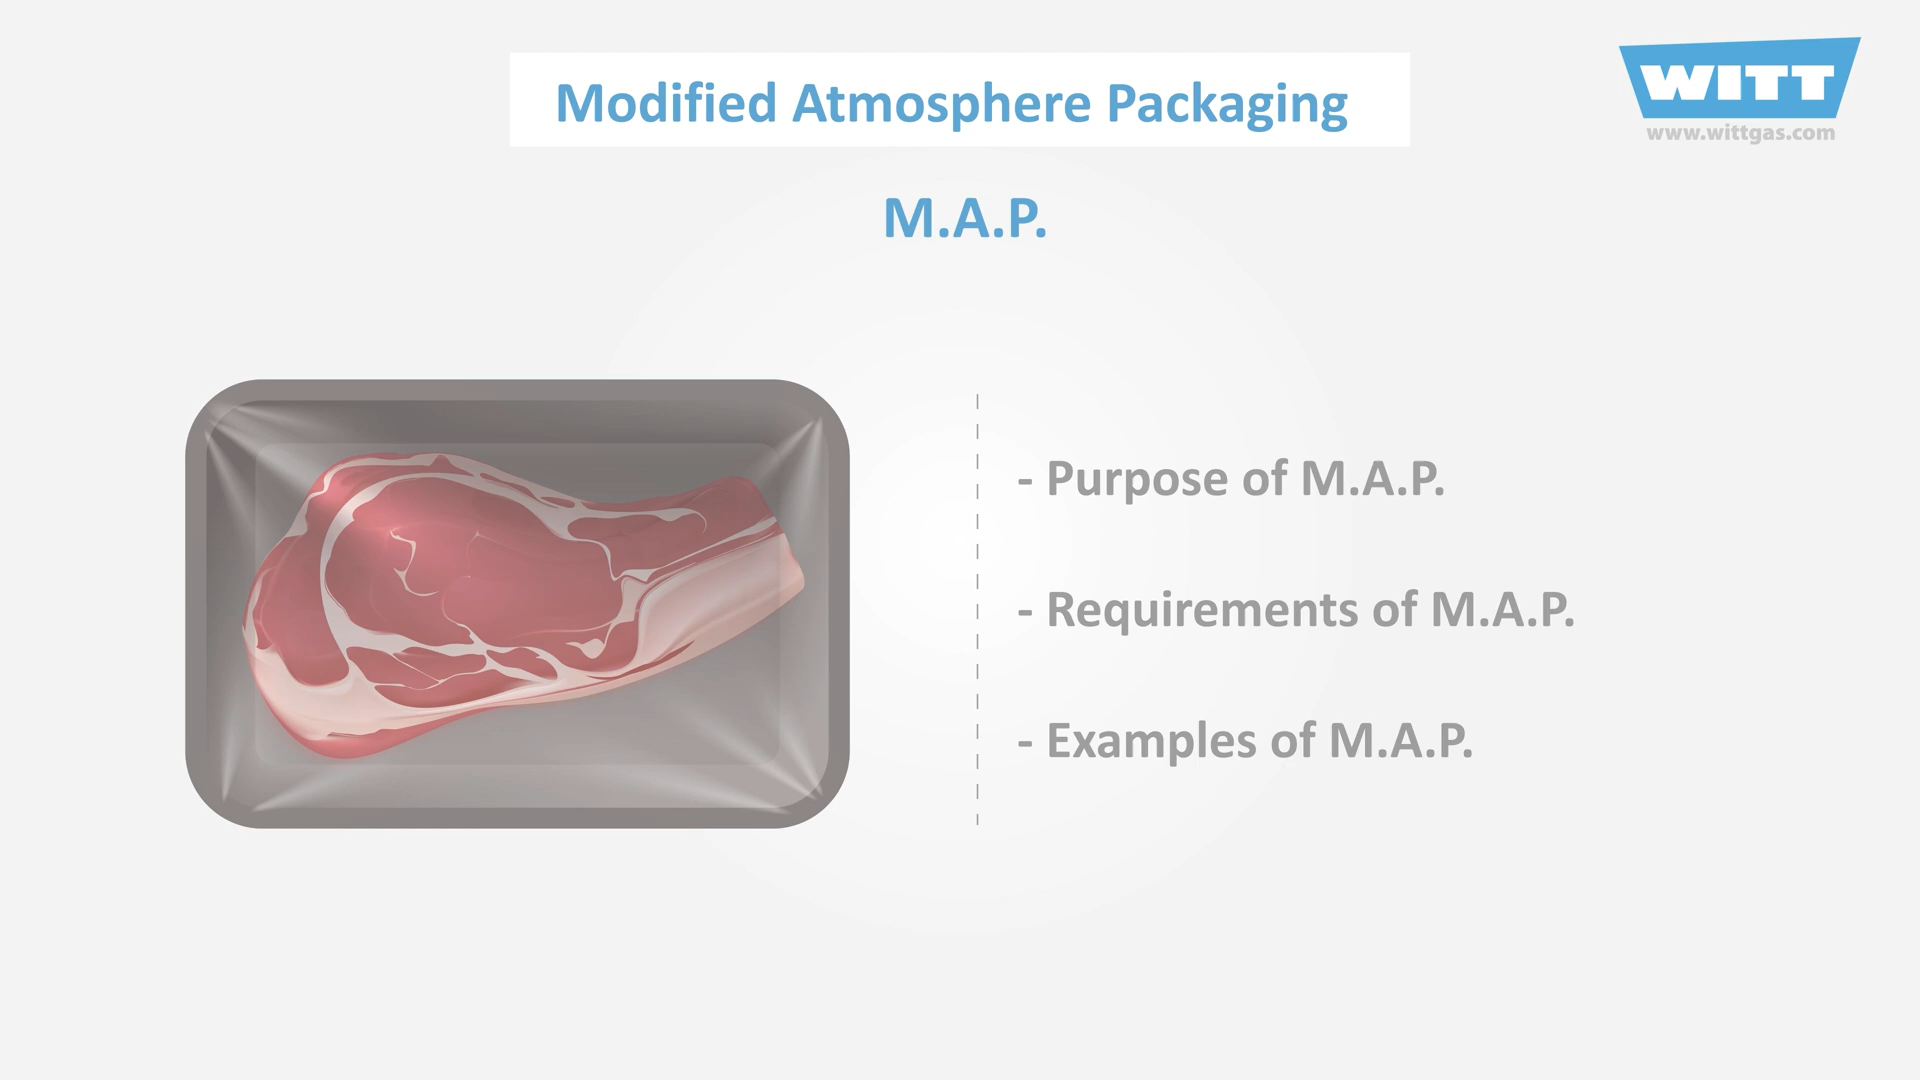 Modified Atmosphere Packaging
WITT
www.wittgas.com
M.A.P.
- Purpose of M.A.P.
- Requirements of M.A.P.
- Examples of M.A.P.